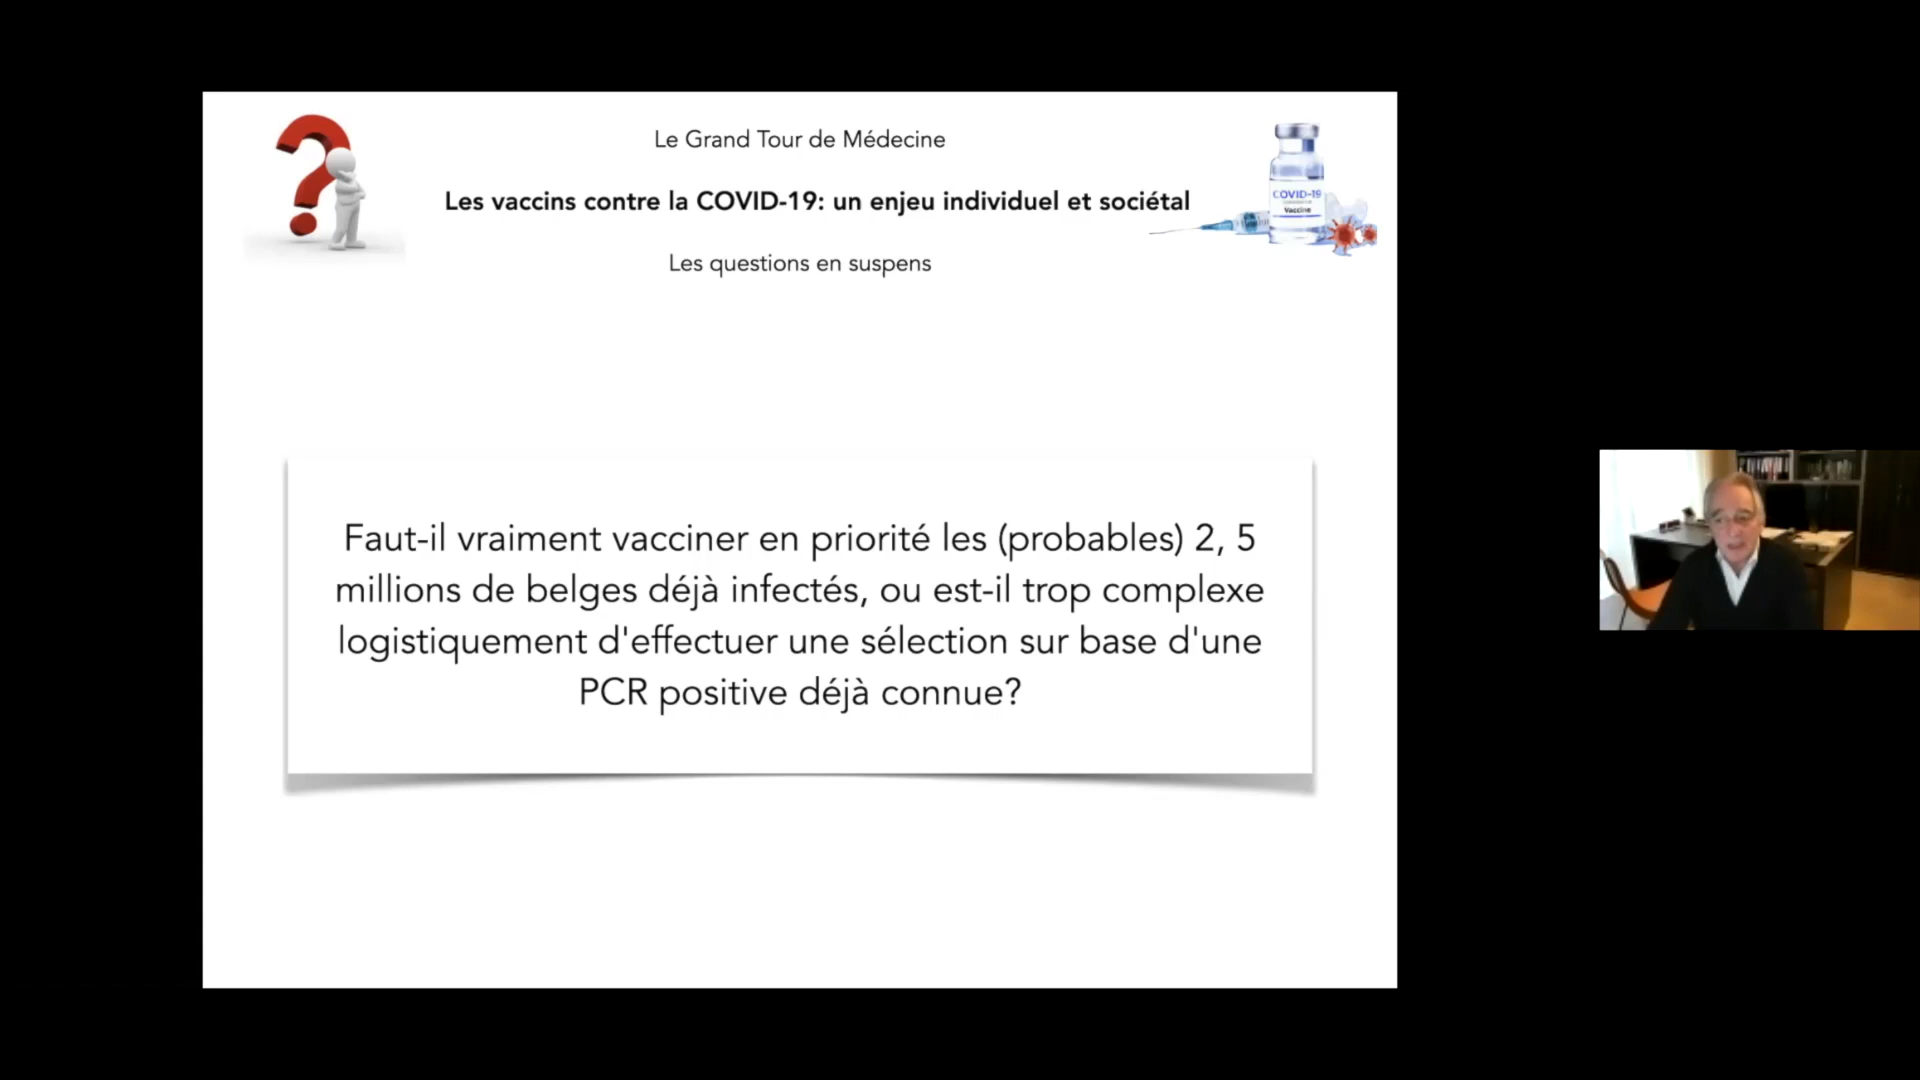 Le Grand Tour de Médecine
Les vaccins contre la COVID-19: un enjeu individuel et sociétal
COVID-19
Vaccine
Les questions en suspens
Faut-il vraiment vacciner en priorité les (probables) 2, 5
millions de belges déjà infectés, ou est-il trop complexe
logistiquement d'effectuer une sélection sur base d'une
PCR positive déjà connue?